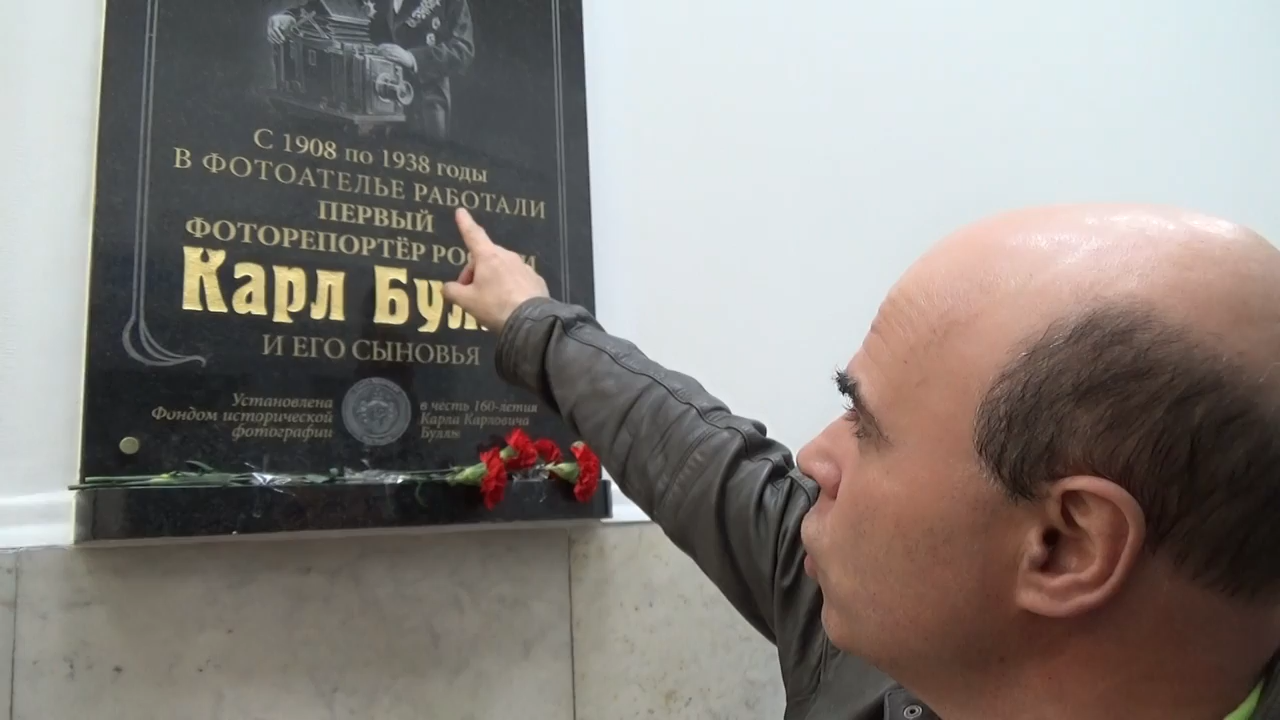 С 1908 по 1938 годы
В ФОТОАТЕЛЬЕ РАБОТАЛИ
ПЕРВЫЙ
ФОТОРЕПОРТЁР
Карл
И ЕГО СЫНОВЬЯ
Установлена
Фондом исторической
фотографии
в честь 160-летия
Карла Карловича
Буллы